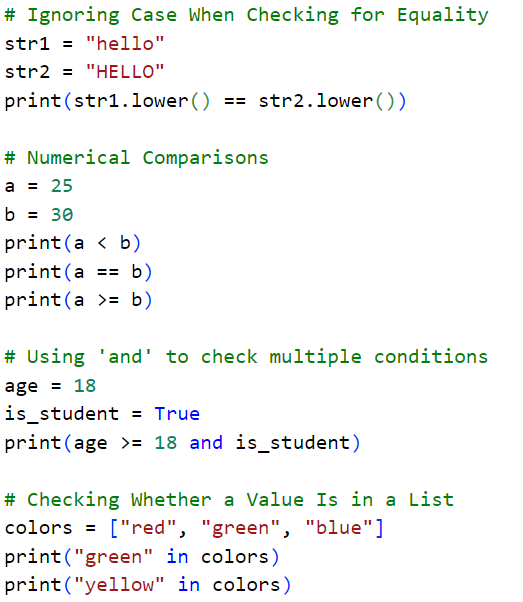 # Ignoring Case When Checking for Equality
str1 = "hello"
str2 = "HELLO"
print(str1.lower() == str2.lower())
# Numerical Comparisons
a = 25
b = 30
print(a < b)
print(a == b)
print(a >= b)
# Using 'and' to check multiple conditions
age = 18
is_student = True
print(age >= 18 and is_student)
# Checking Whether a Value Is in a List
colors = ["red", "green", "blue"]
print("green" in colors)
print("yellow" in colors)